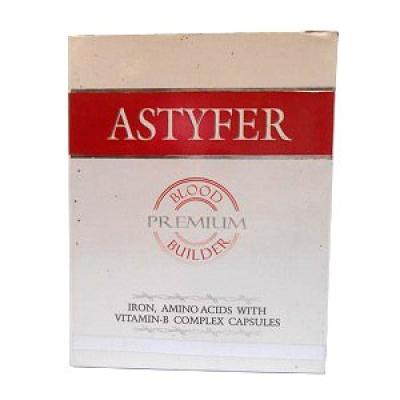 ASTYFER
BLOOD
PREMIUM
BUILDER
IRON, AMINO ACIDS WITH
VITAMIN-B COMPLEX CAPSULES